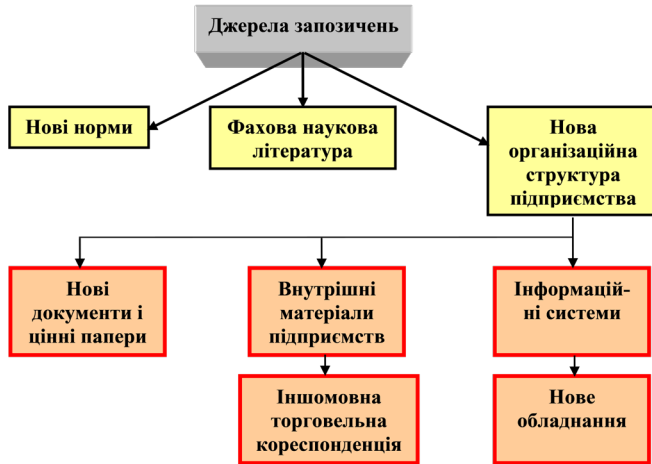 Джерела запозичень
Нові норми
Фахова наукова
література
Нова
організаційна
структура
підприємства
Нові
документи і
цінні папери
Внутрішні
матеріали
підприємств
Інформацій-
ні системи
Іншомовна
торговельна
кореспонденція
Нове
обладнання